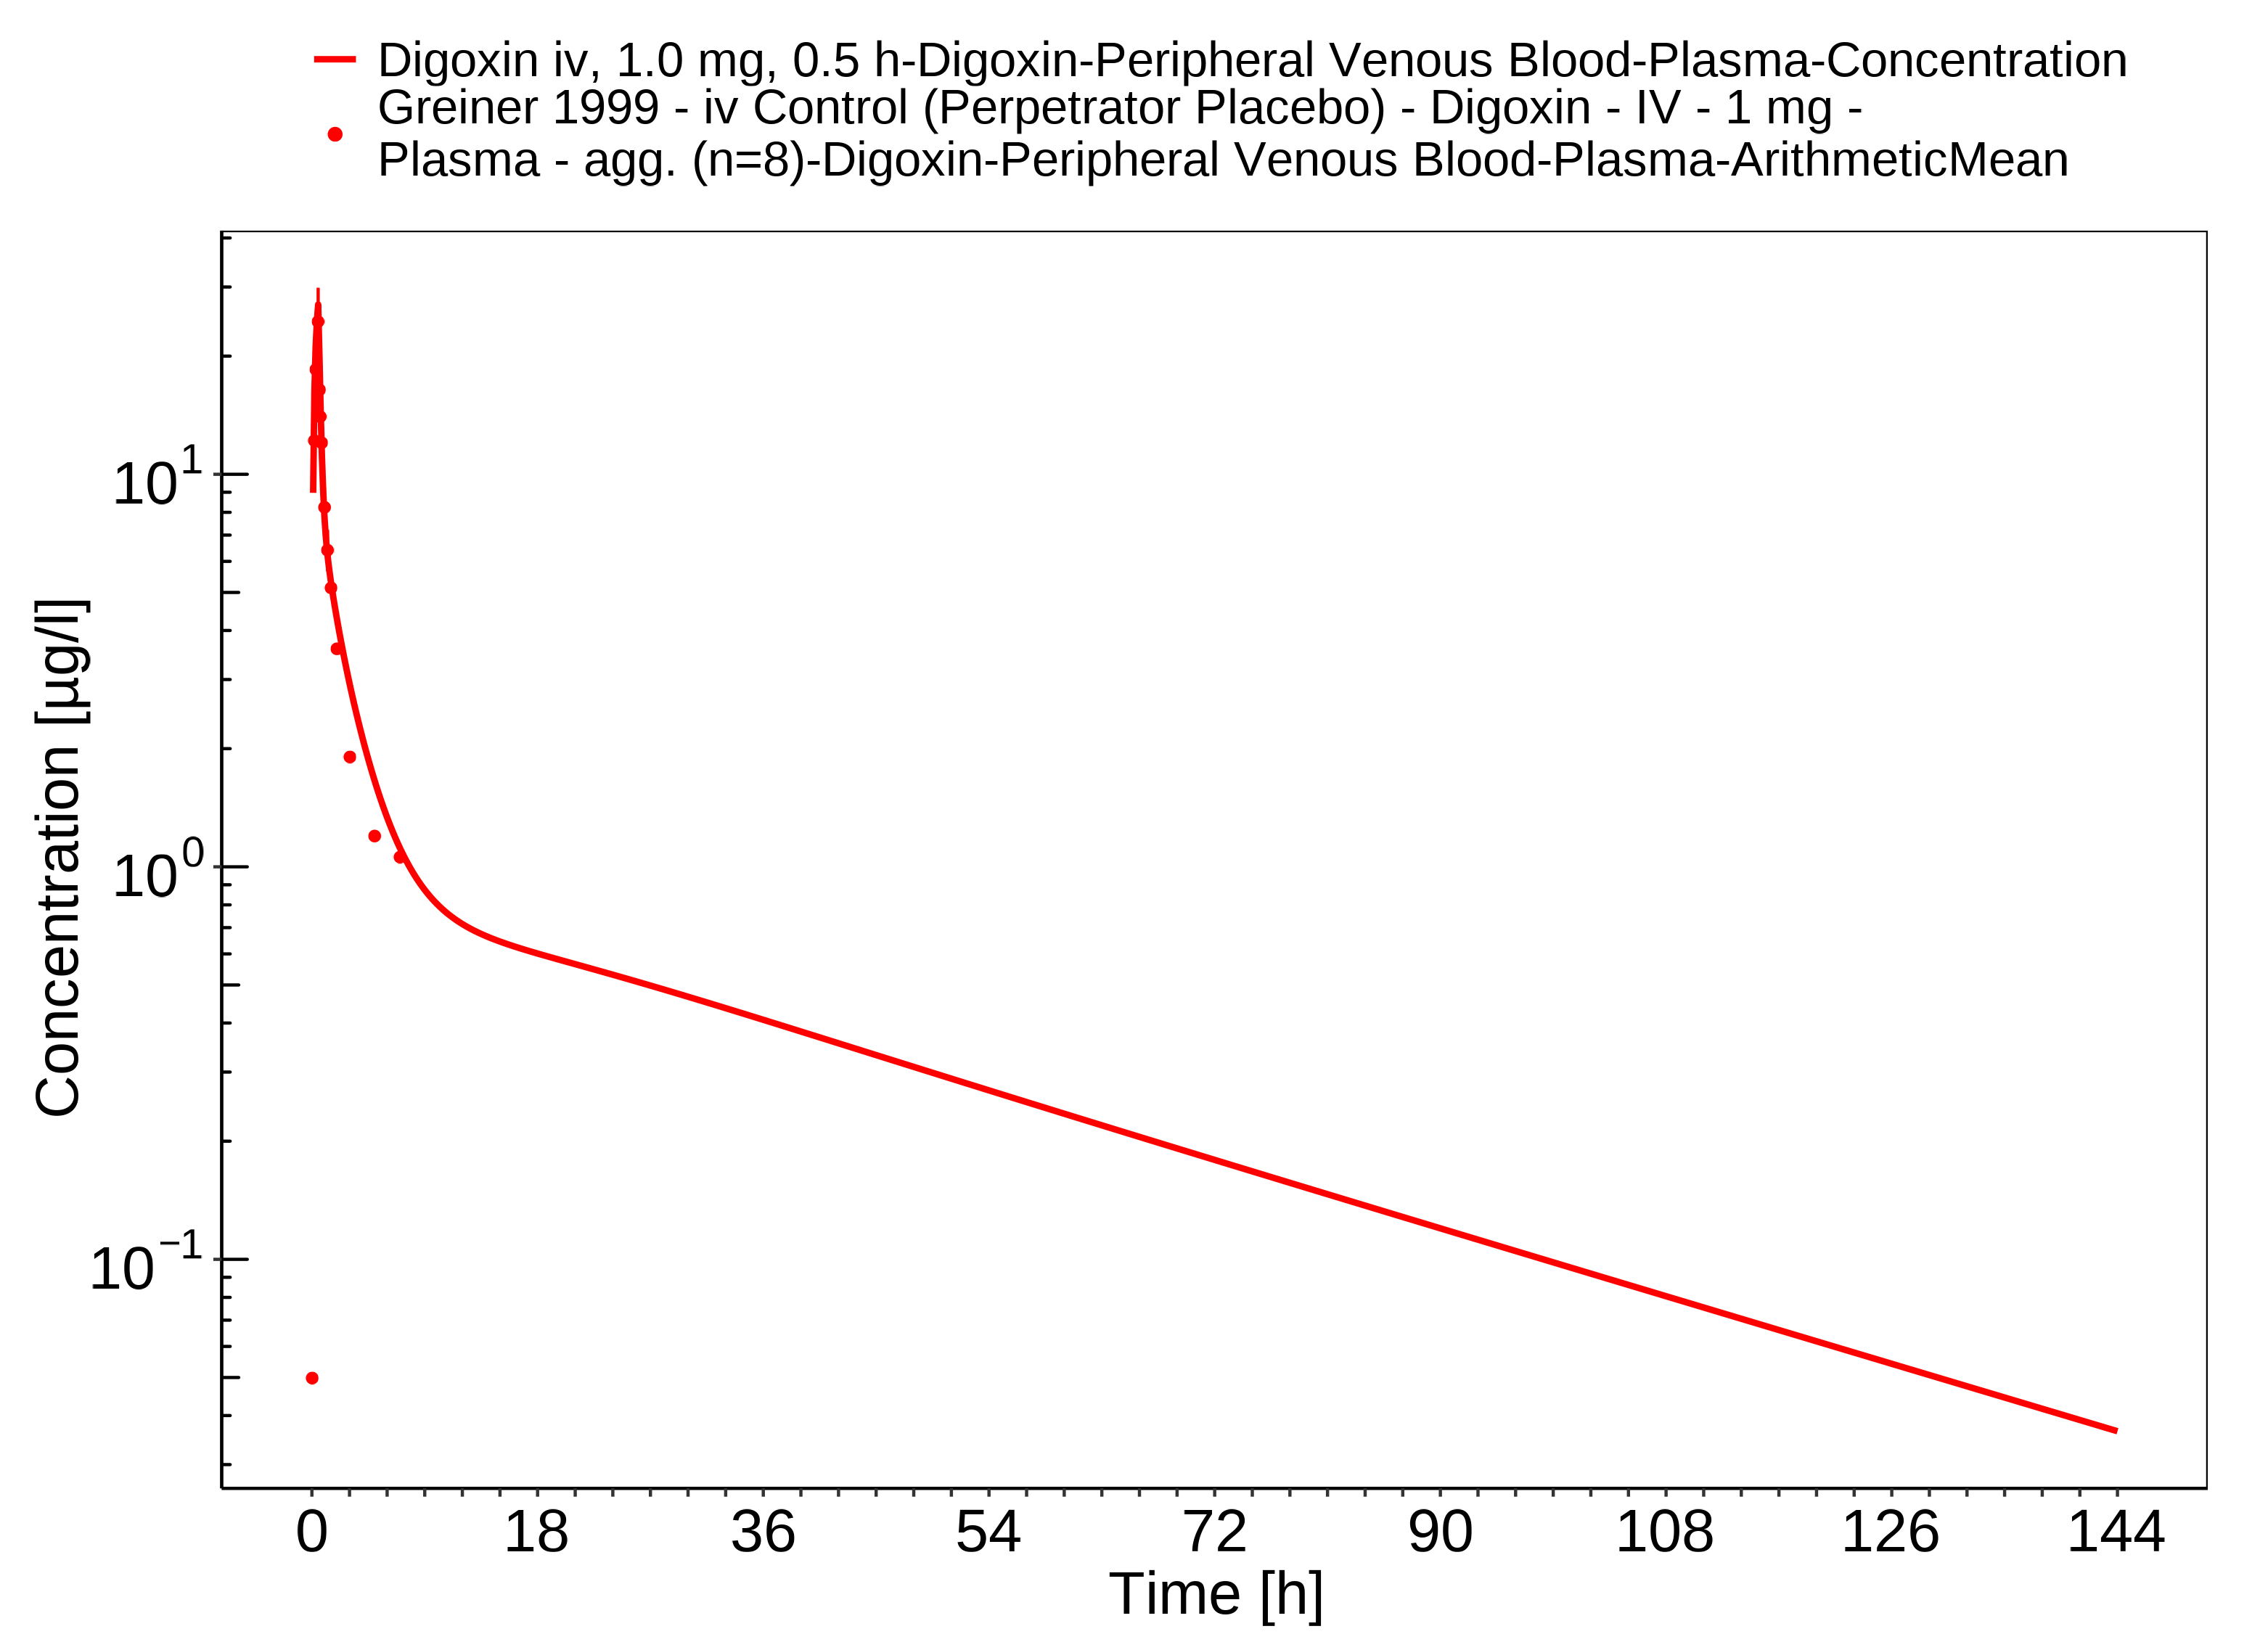 Digoxin iv, 1.0 mg, 0.5 h-Digoxin-Peripheral Venous Blood-Plasma-Concentration
Greiner 1999 - iv Control (Perpetrator Placebo) - Digoxin - IV - 1 mg -
Plasma - agg. (n=8)-Digoxin-Peripheral Venous Blood-Plasma-ArithmeticMean
Concentration [µg/l]
10¹
10⁰
10⁻¹
0 18 36 54 72 90 108 126 144
Time [h]